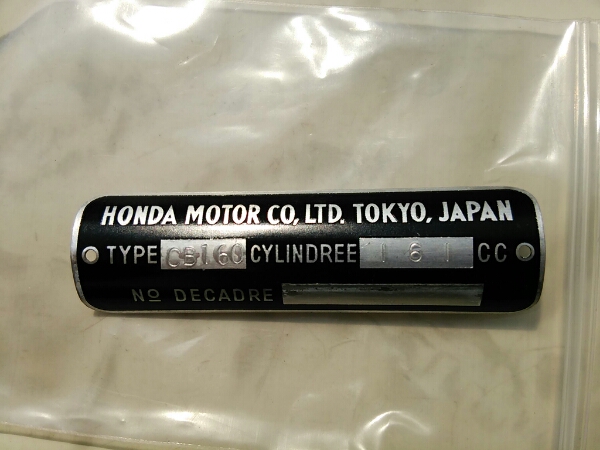 HONDA MOTOR CO, LTD. TOKYO, JAPAN
TYPE CB160 CYLINDREE 161 CC
No DECADRE